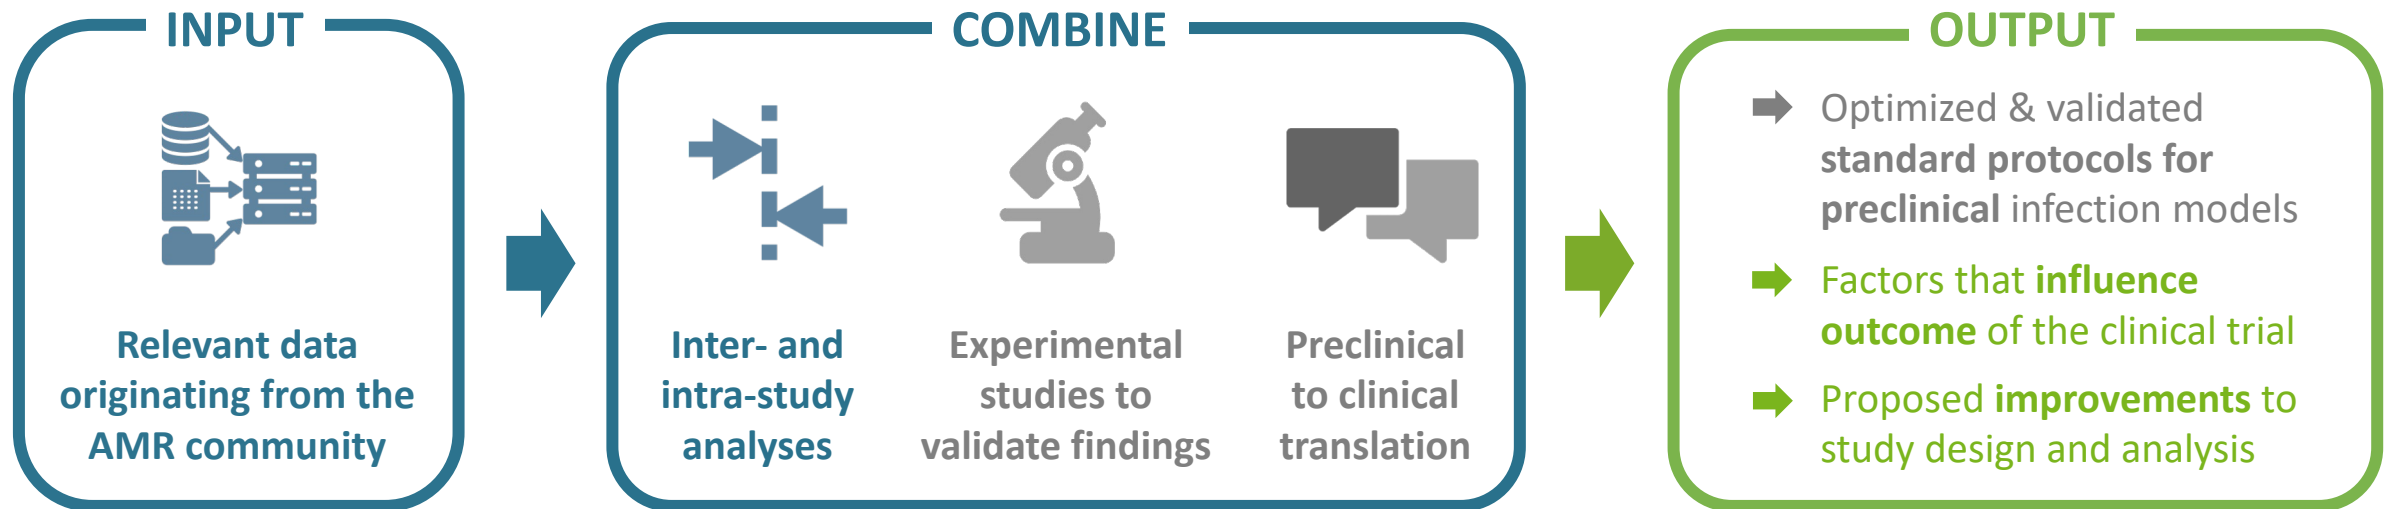 INPUT
Relevant data
originating from the
AMR community
COMBINE
Inter- and
intra-study
analyses
Experimental
studies to
validate findings
Preclinical
to clinical
translation
OUTPUT
Optimized & validated
standard protocols for
preclinical infection models
Factors that influence
outcome of the clinical trial
Proposed improvements to
study design and analysis